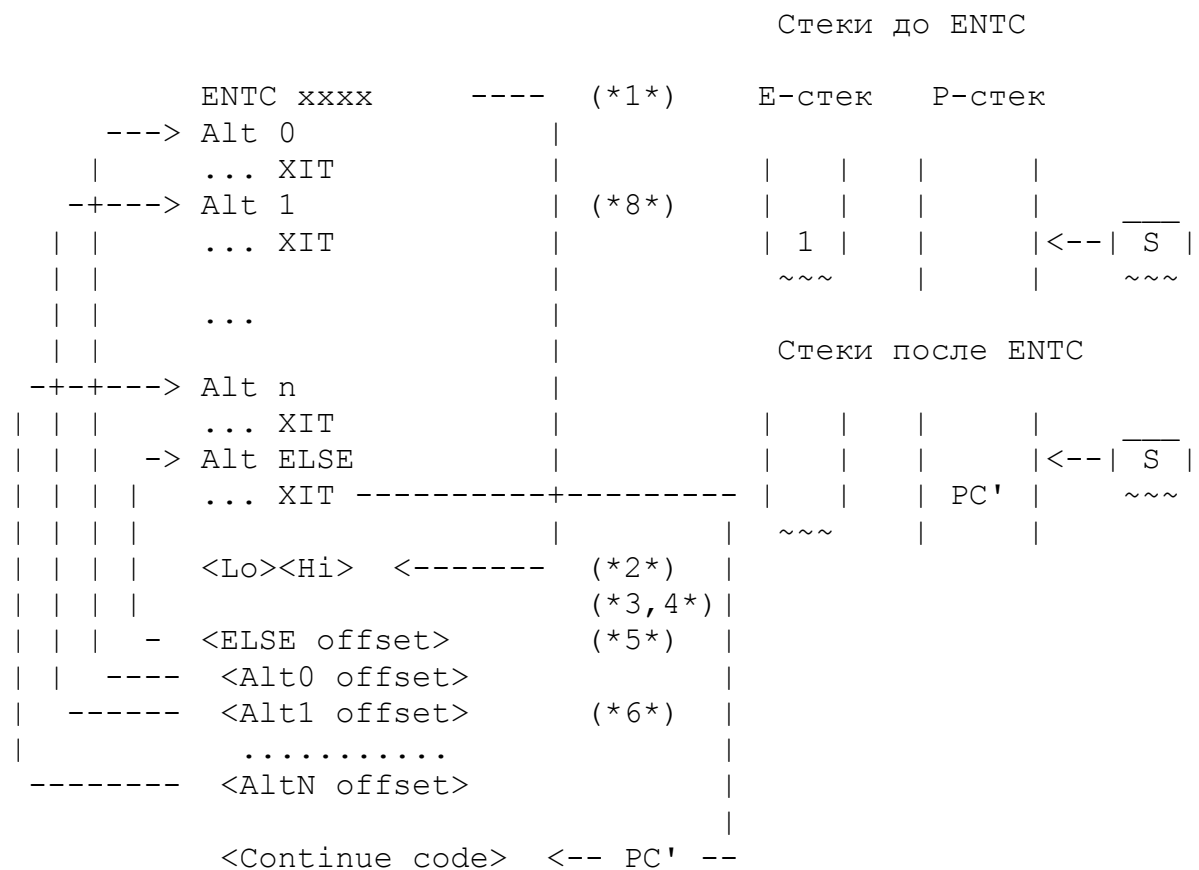 Стеки до ENTC
ENTC xxxx ---- (*1*) E-стек P-стек
---> Alt 0 |
| ... XIT | | | | |
-+---> Alt 1 | (*8*) | | | | ___
| | ... XIT | | 1 | | |<--| S |
| | | ~~~ | | ~~~
| | ... |
| | | Стеки после ENTC
-+-+---> Alt n |
| | | ... XIT | | | | | ___
| | | -> Alt ELSE | | | | |<--| S |
| | | | ... XIT ----------+--------- | | | PC' | ~~~
| | | | | | ~~~ | |
| | | | <Lo><Hi> <------- (*2*) |
| | | | (*3,4*)|
| | | - <ELSE offset> (*5*) |
| | ---- <Alt0 offset> |
| ------ <Alt1 offset> (*6*) |
| ........... |
-------- <AltN offset> |
|
<Continue code> <-- PC' --